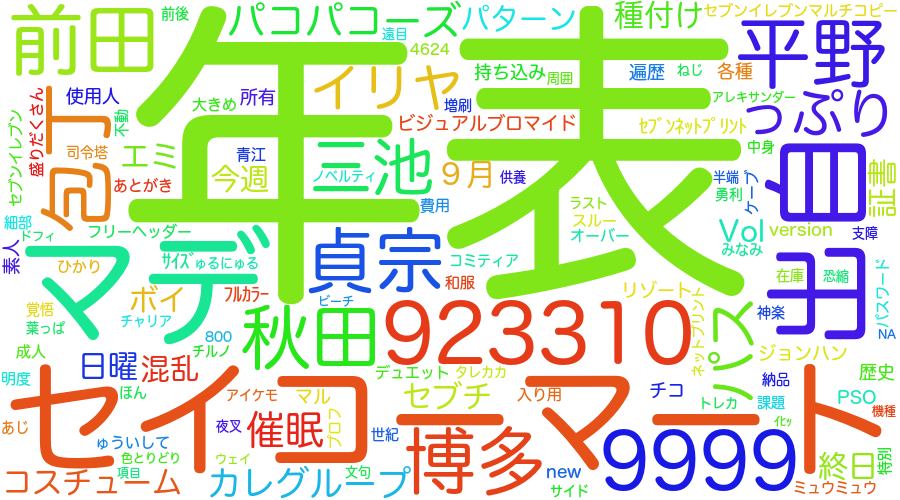 前田
前後
パコパコーズ
遠目
パターン
種付け
セブンイレブンマルチコピー
平野
年表
4624
イリヤ
持ち込み
周囲
遍歴
ねじ
各種
包丁
使用人
大きめ
所有
増刷
アレキサンダー
っぷり
セブンイレブン
盛りだくさん
不動
ビジュアルブロマイド
ｾﾌﾞﾝﾈｯﾄﾌﾟﾘﾝﾄ
司令塔
エミ
青江
三池
中身
自田
あとがき
今週
ノベルティ
9月
供養
半端
ケープ
証書
細部
ドフィ
フリーヘッダー
費用
ラスト
スルー
勇利
オーバー
Vol
みなみ
version
支障
素人
マデ
ひかり
ｻｲｽﾞ
ゅるにゅる
貞宗
コミティア
在庫
恐縮
パスワード
覚悟
葉っぱ
ボイ
チャリア
ﾌﾙｶﾗｰ
ビーチ
和服
リゾート
ネットプリント
パス
神楽
NA
成人
800
チルノ
秋田
923310
ジョンハン
日曜
混乱
デュエット
タレカカ
歴史
明度
ほん
アイケモ
マル
セブチ
入り用
チコ
納品
PSO
機種
セイコーマート
あじ
ゅういして
夜叉
催眠
プロフ
世紀
トレカ
課題
色とりどり
ウェイ
博多
9999
ｲﾋｯ
終日
特別
コスチューム
項目
カレグループ
文句
new
サイド
ミュウミュウ